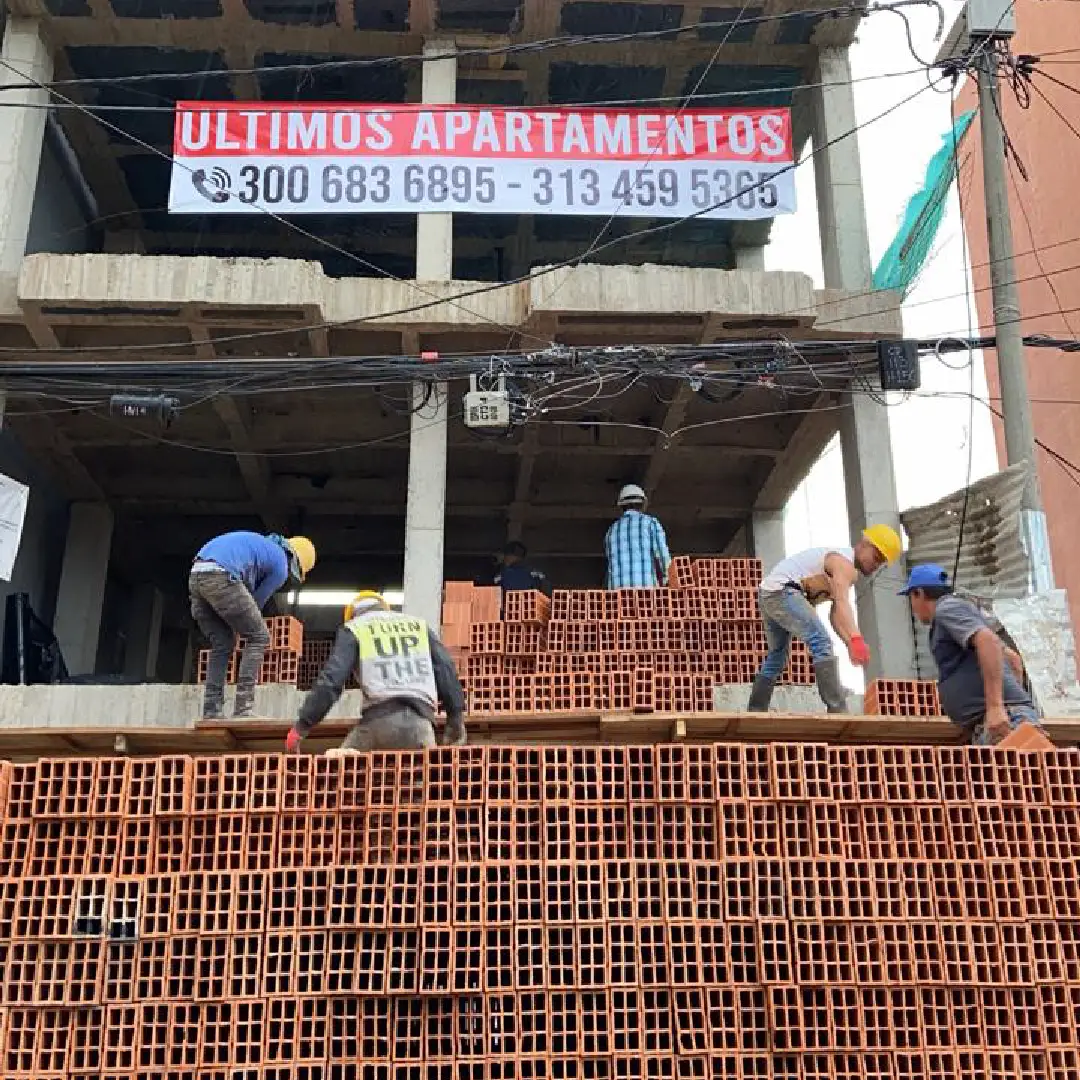 ULTIMOS APARTAMENTOS
300 683 6895 - 313 459 5365
TURN
UP
THE